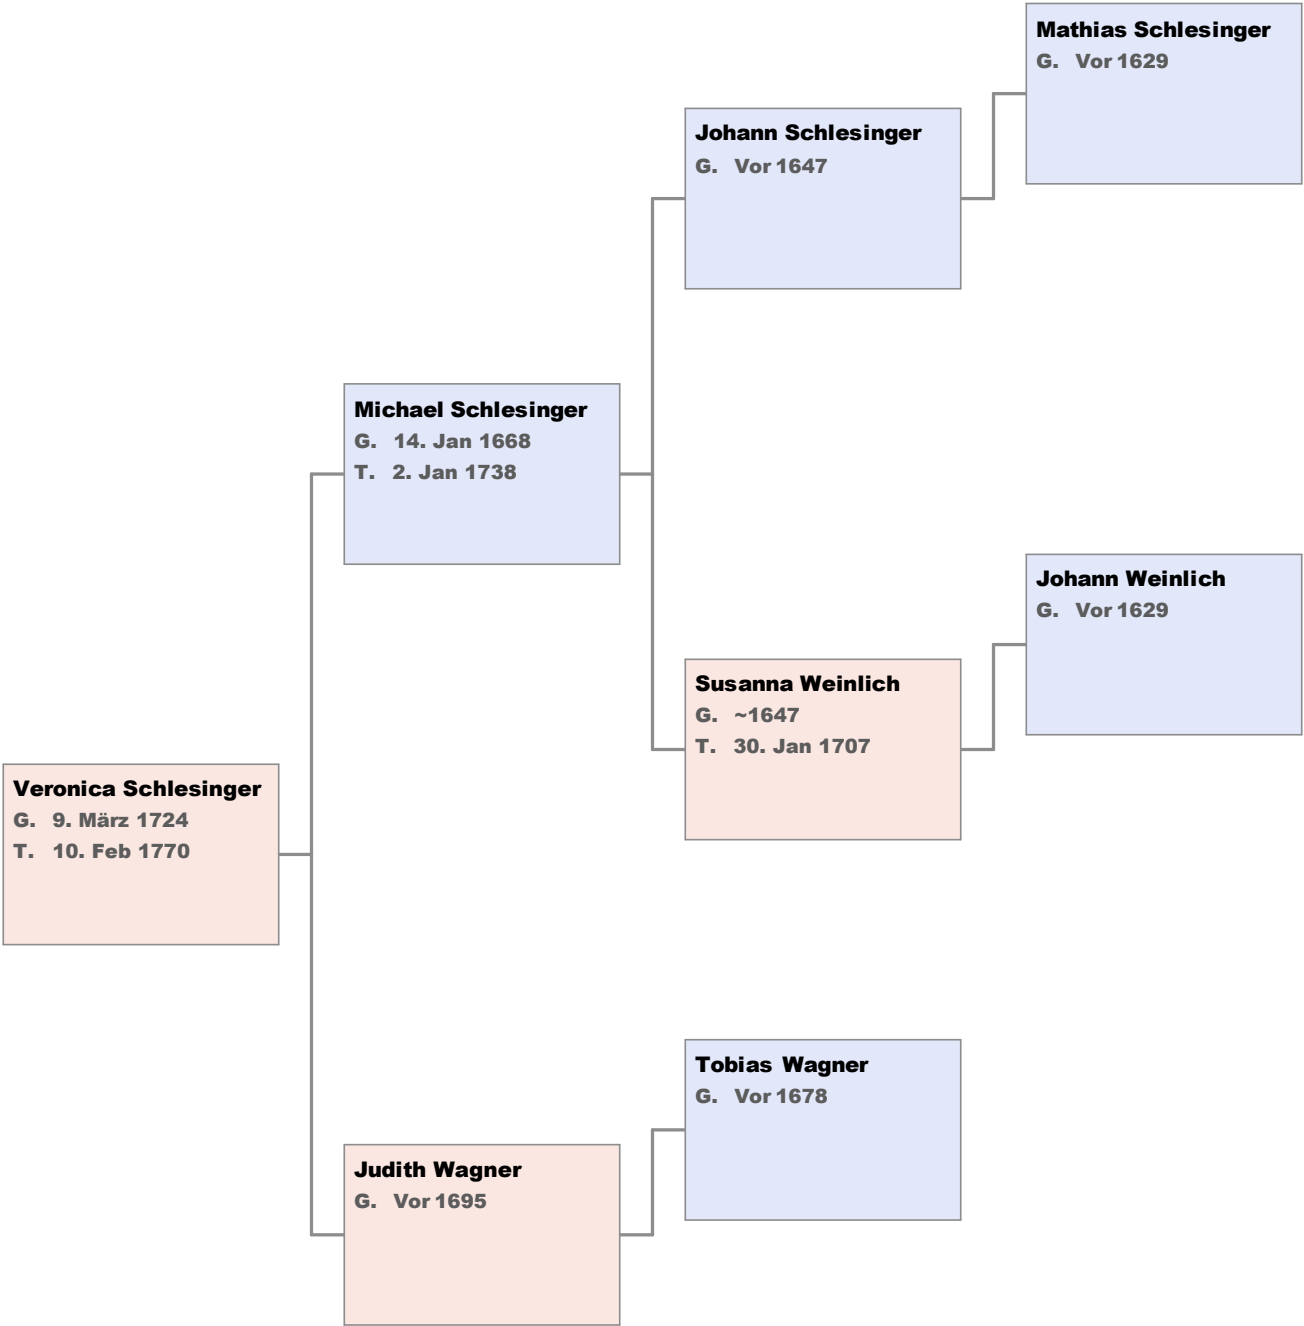 Mathias Schlesinger
G. Vor 1629
Johann Schlesinger
G. Vor 1647
Michael Schlesinger
G. 14. Jan 1668
T. 2. Jan 1738
Johann Weinlich
G. Vor 1629
Susanna Weinlich
G. ~1647
T. 30. Jan 1707
Veronica Schlesinger
G. 9. März 1724
T. 10. Feb 1770
Tobias Wagner
G. Vor 1678
Judith Wagner
G. Vor 1695